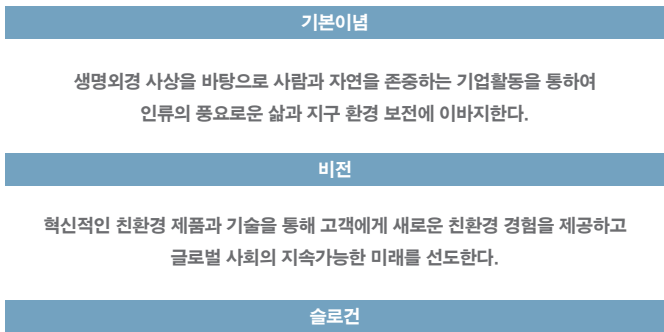 기본이념
생명외경 사상을 바탕으로 사람과 자연을 존중하는 기업활동을 통하여
인류의 풍요로운 삶과 지구 환경 보전에 이바지한다.
비전
혁신적인 친환경 제품과 기술을 통해 고객에게 새로운 친환경 경험을 제공하고
글로벌 사회의 지속가능한 미래를 선도한다.
슬로건